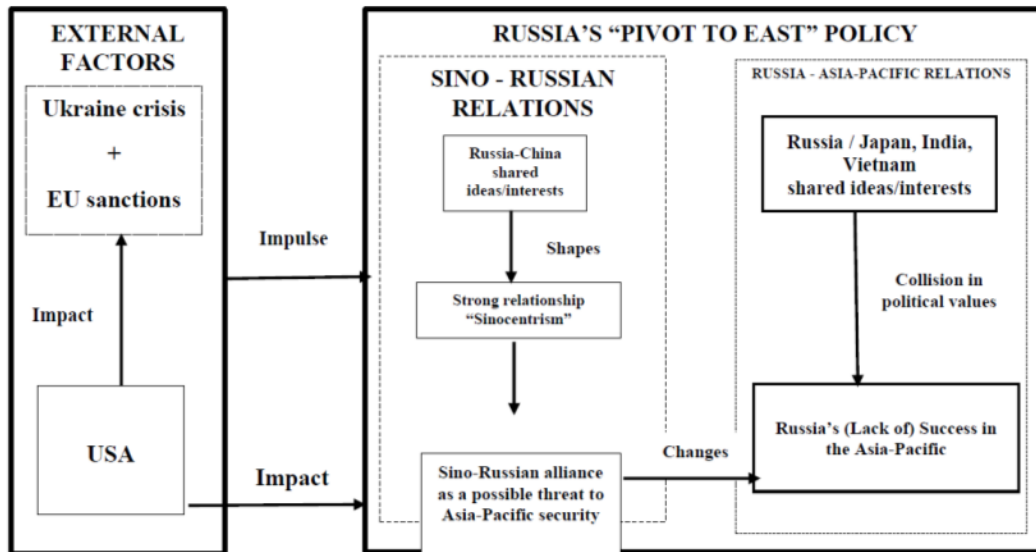 EXTERNAL
FACTORS
Ukraine crisis
+
EU sanctions
Impact
USA
Impulse
Impact
RUSSIA'S “PIVOT TO EAST” POLICY
SINO - RUSSIAN
RELATIONS
Russia-China
shared
ideas/interests
Shapes
Strong relationship
“Sinocentrism”
Sino-Russian alliance
as a possible threat to
Asia-Pacific security
Changes
RUSSIA - ASIA-PACIFIC RELATIONS
Russia / Japan, India,
Vietnam
shared ideas/interests
Collision in
political values
Russia's (Lack of) Success in
the Asia-Pacific